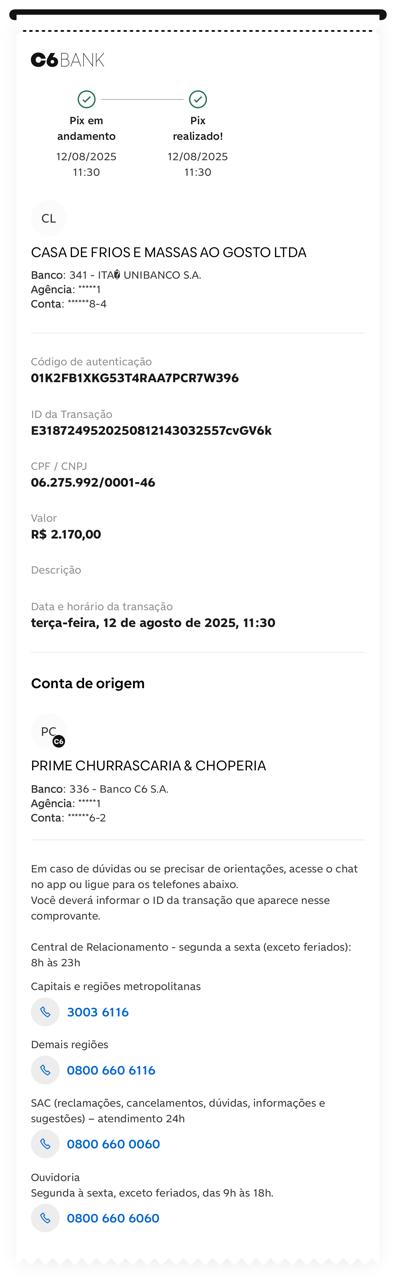 C6BANK
Pix em andamento
12/08/2025
11:30
Pix realizado!
12/08/2025
11:30
CL
CASA DE FRIOS E MASSAS AO GOSTO LTDA
Banco: 341 - ITA� UNIBANCO S.A.
Agência: *****1
Conta: ******8-4
Código de autenticação
01K2FB1XKG53T4RAA7PCR7W396
ID da Transação
E3187249520250812143032557cvGV6k
CPF / CNPJ
06.275.992/0001-46
Valor
R$ 2.170,00
Descrição
Data e horário da transação
terça-feira, 12 de agosto de 2025, 11:30
Conta de origem
PC
C6
PRIME CHURRASCARIA & CHOPERIA
Banco: 336 - Banco C6 S.A.
Agência: *****1
Conta: ******6-2
Em caso de dúvidas ou se precisar de orientações, acesse o chat
no app ou ligue para os telefones abaixo.
Você deverá informar o ID da transação que aparece nesse
comprovante.
Central de Relacionamento - segunda a sexta (exceto feriados):
8h às 23h
Capitais e regiões metropolitanas
3003 6116
Demais regiões
0800 660 6116
SAC (reclamações, cancelamentos, dúvidas, informações e
sugestões) – atendimento 24h
0800 660 0060
Ouvidoria
Segunda à sexta, exceto feriados, das 9h às 18h.
0800 660 6060